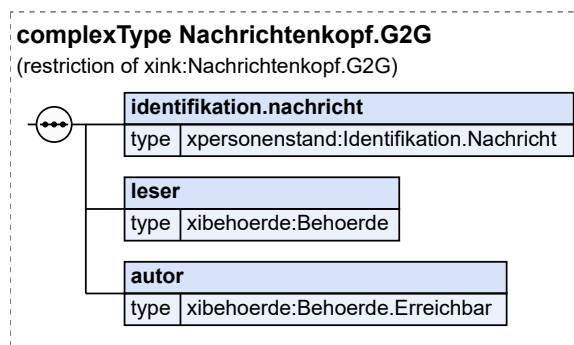 complexType Nachrichtenkopf.G2G
(restriction of xink:Nachrichtenkopf.G2G)
identifikation.nachricht
type xpersonenstand:Identifikation.Nachricht
leser
type xibehoerde:Behoerde
autor
type xibehoerde:Behoerde.Erreichbar